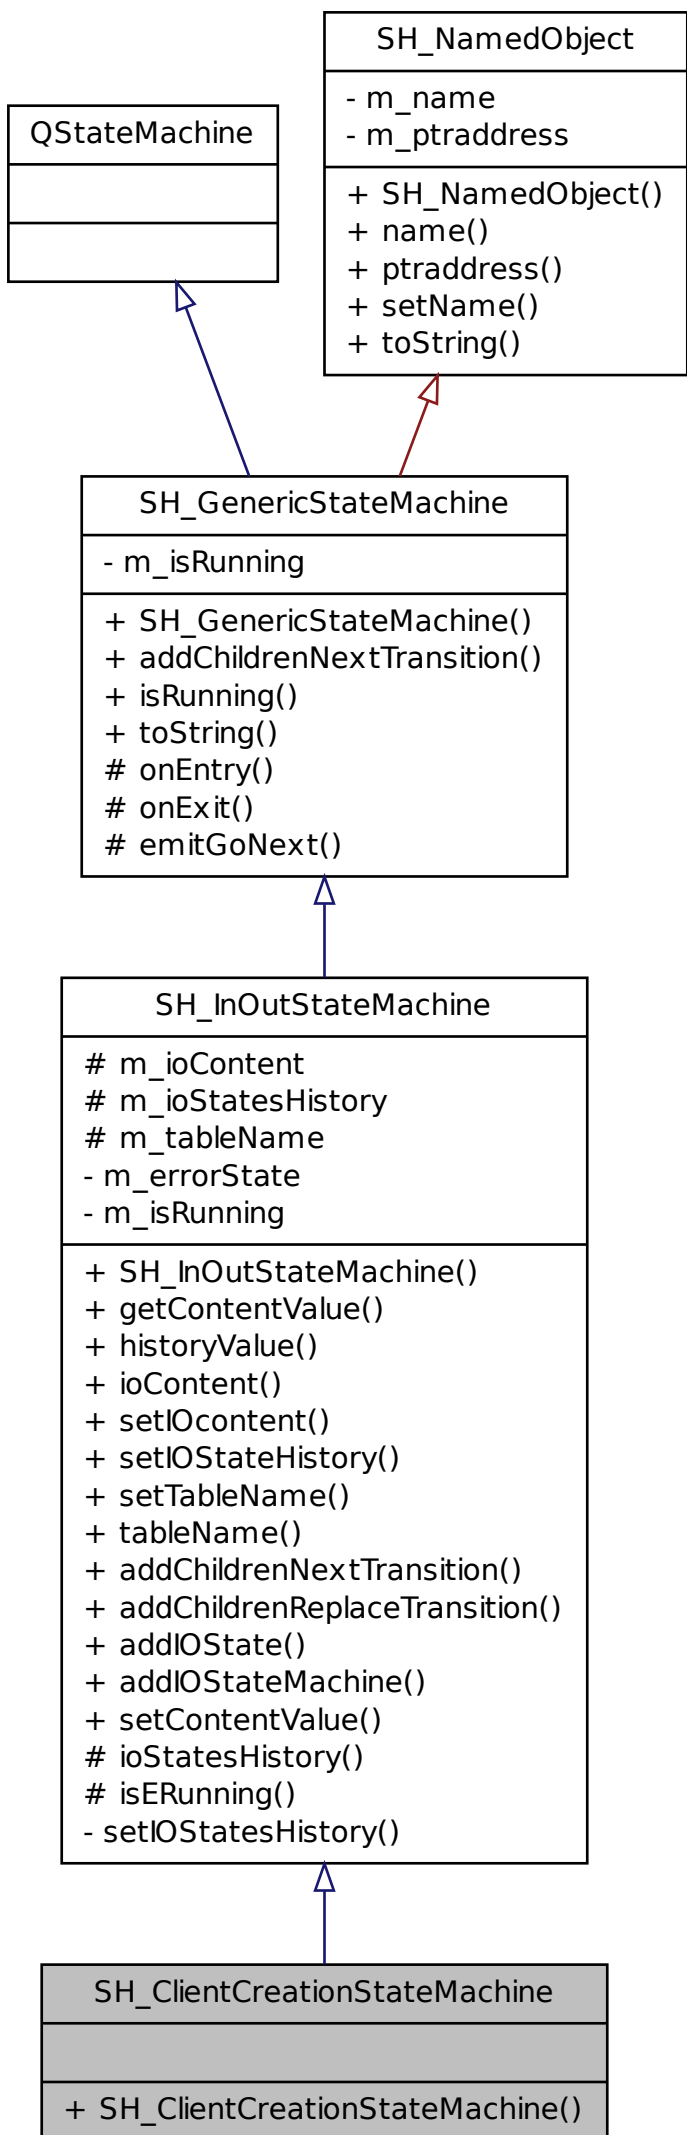 SH_NamedObject
- m_name
- m_ptraddress
+ SH_NamedObject()
+ name()
+ ptraddress()
+ setName()
+ toString()
QStateMachine
SH_GenericStateMachine
- m_isRunning
+ SH_GenericStateMachine()
+ addChildrenNextTransition()
+ isRunning()
+ toString()
# onEntry()
# onExit()
# emitGoNext()
SH_InOutStateMachine
# m_ioContent
# m_ioStatesHistory
# m_tableName
- m_errorState
- m_isRunning
+ SH_InOutStateMachine()
+ getContentValue()
+ historyValue()
+ ioContent()
+ setIOcontent()
+ setIOStateHistory()
+ setTableName()
+ tableName()
+ addChildrenNextTransition()
+ addChildrenReplaceTransition()
+ addIOState()
+ addIOStateMachine()
+ setContentValue()
# ioStatesHistory()
# isERunning()
- setIOStatesHistory()
SH_ClientCreationStateMachine
+ SH_ClientCreationStateMachine()